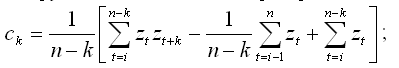 c_k = \frac{1}{n-k}\left[\sum_{t=i}^{n-k} z_t z_{t+k} - \frac{1}{n-k}\sum_{t=i-1}^{n} z_t + \sum_{t=i}^{n-k} z_t\right];